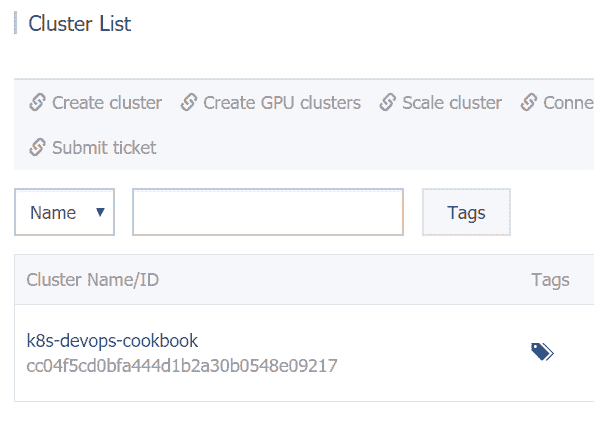 Cluster List
Create cluster Create GPU clusters Scale cluster Conne
Submit ticket
Name Tags
Cluster Name/ID Tags
k8s-devops-cookbook
cc04f5cd0bfa444d1b2a30b0548e09217